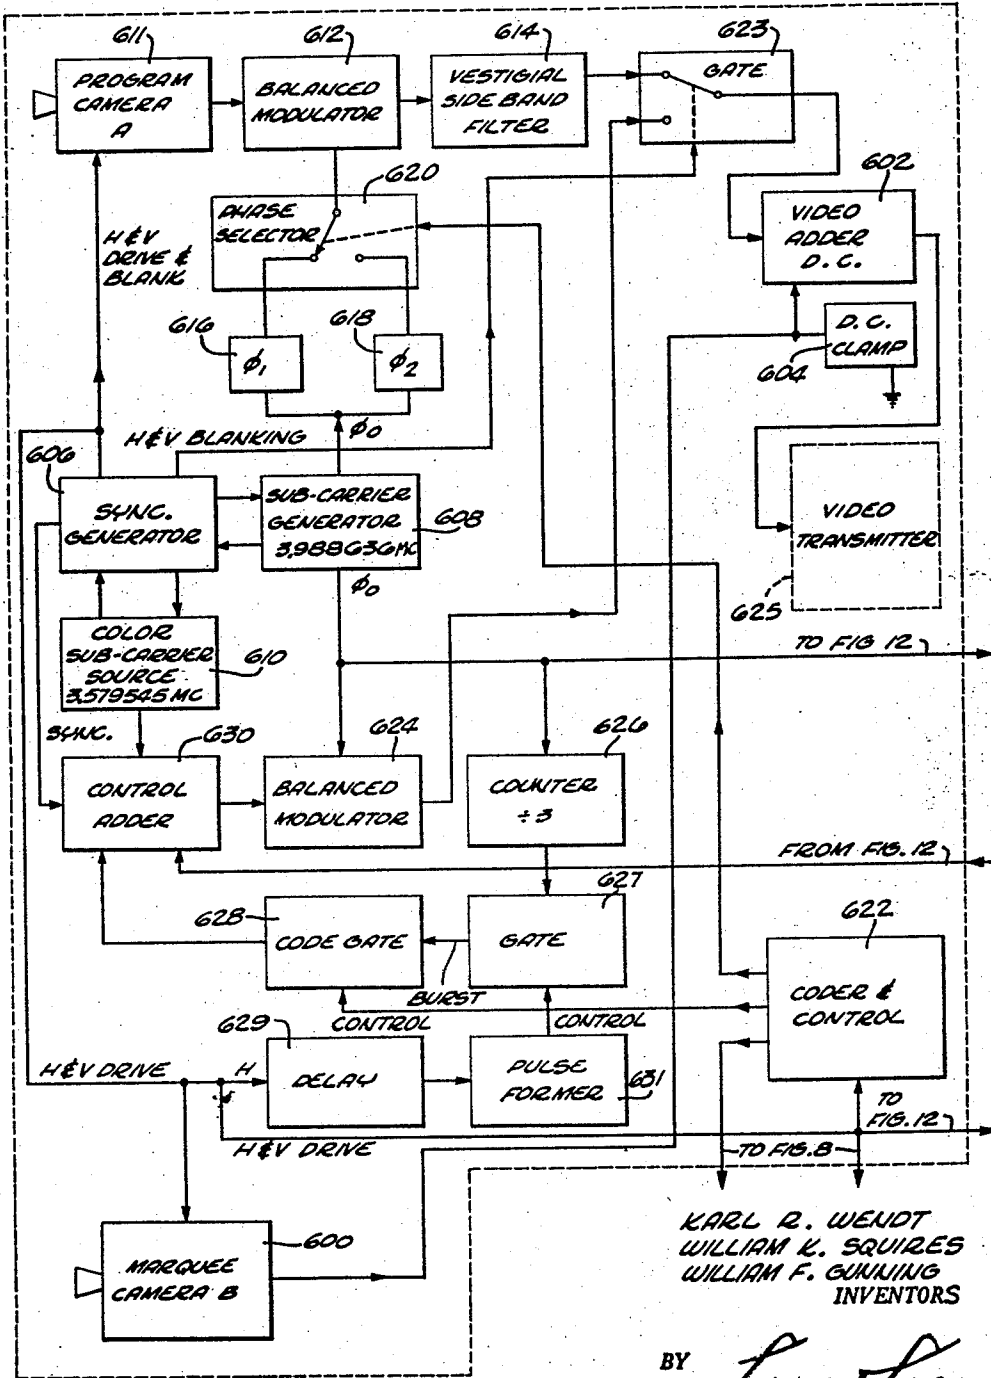 611
612
614
623
PROGRAM
CAMERA
A
BALANCED
MODULATOR
VESTIGIAL
SIDE BAND
FILTER
GATE
620
602
PHASE
SELECTOR
VIDEO
ADDER
D.C.
H&V
DRIVE &
BLANK
616
618
φ1
φ2
D.C.
CLAMP
604
φ0
H&V BLANKING
606
SYNC.
GENERATOR
SUB-CARRIER
GENERATOR
3.988636 MC
608
VIDEO
TRANSMITTER
625
φ0
COLOR
SUB-CARRIER
SOURCE
3.579545 MC
610
TO FIG 12
SYNC.
630
624
626
CONTROL
ADDER
BALANCED
MODULATOR
COUNTER
÷3
FROM FIG. 12
628
627
622
CODE GATE
GATE
BURST
CODER &
CONTROL
CONTROL
CONTROL
629
H&V DRIVE
H
DELAY
PULSE
FORMER
631
TO
FIG. 12
H&V DRIVE
TO FIG. 8
600
MARQUEE
CAMERA B
KARL R. WENDT
WILLIAM K. SQUIRES
WILLIAM F. GUNNING
INVENTORS
BY